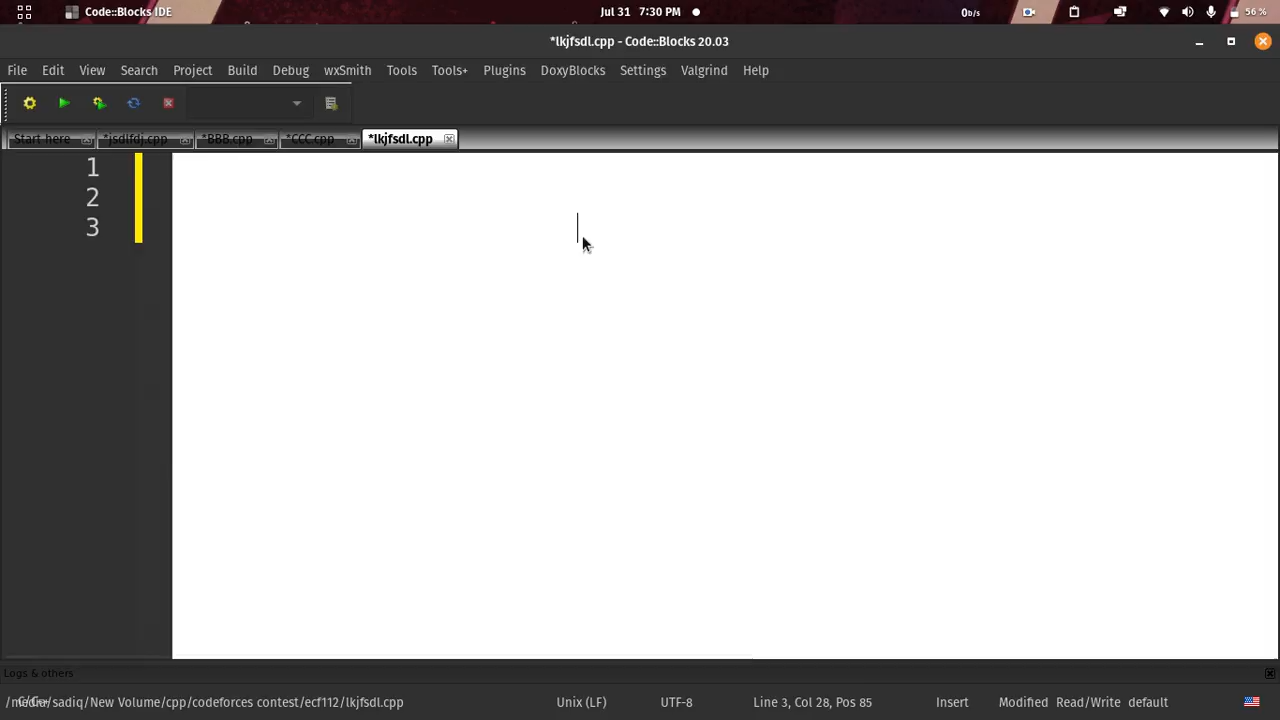 Code::Blocks IDE Jul 31 7:30 PM 0b/s 56 %
*lkjfsdl.cpp - Code::Blocks 20.03
File Edit View Search Project Build Debug wxSmith Tools Tools+ Plugins DoxyBlocks Settings Valgrind Help
Start here *jsdlfdj.cpp *BBB.cpp *CCC.cpp *lkjfsdl.cpp
1
2
3
Logs & others
/media/sadiq/New Volume/cpp/codeforces contest/ecf112/lkjfsdl.cpp Unix (LF) UTF-8 Line 3, Col 28, Pos 85 Insert Modified Read/Write default